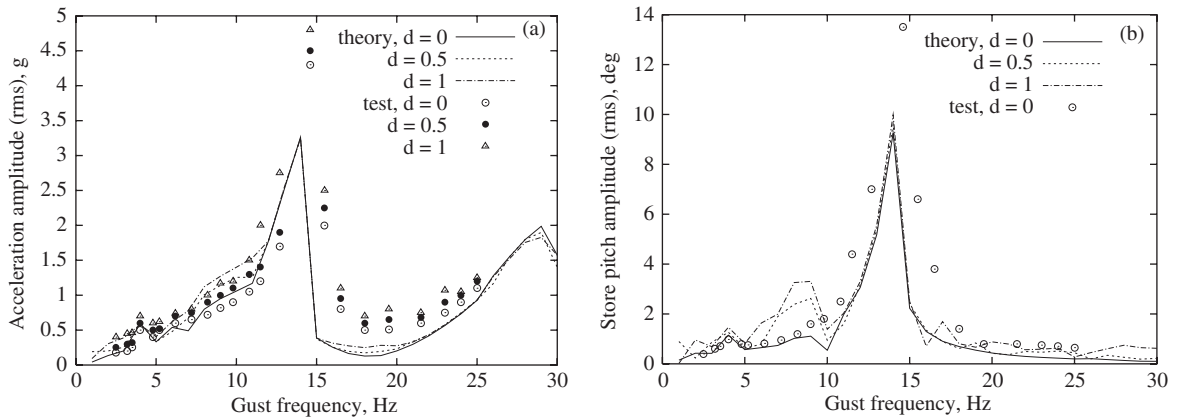 (a)
theory, d = 0
d = 0.5
d = 1
test, d = 0
d = 0.5
d = 1
5
4.5
4
3.5
3
2.5
2
1.5
1
0.5
0
Acceleration amplitude (rms), g
0 5 10 15 20 25 30
Gust frequency, Hz
(b)
theory, d = 0
d = 0.5
d = 1
test, d = 0
14
12
10
8
6
4
2
0
Store pitch amplitude (rms), deg
0 5 10 15 20 25 30
Gust frequency, Hz